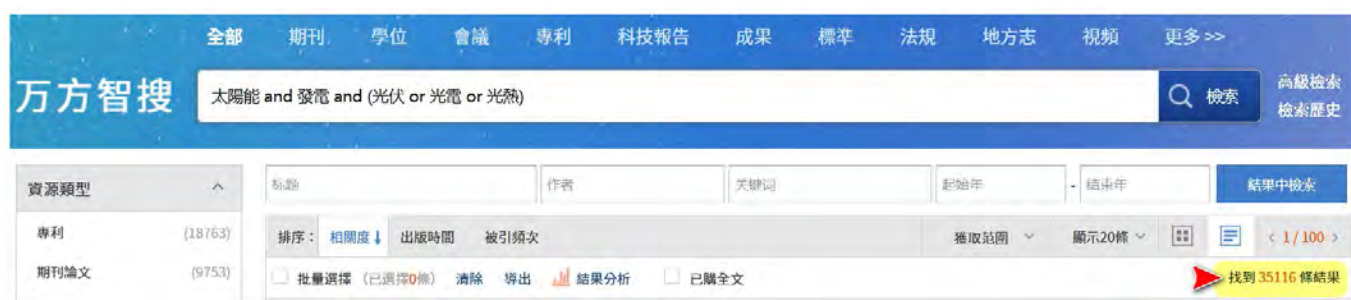 全部 期刊 學位 會議 專利 科技報告 成果 標準 法規 地方志 視頻 更多>>
万方智搜 太陽能 and 發電 and (光伏 or 光電 or 光熱) 檢索 高級檢索
檢索歷史
資源類型 标题 作者 关键词 起始年 - 结束年 結果中檢索
專利 (18763) 排序： 相關度↓ 出版時間 被引頻次 獲取範圍 顯示20條 < 1 / 100 >
期刊論文 (9753) 批量選擇 (已選擇0條) 清除 導出 結果分析 已購全文 找到 35116 條結果